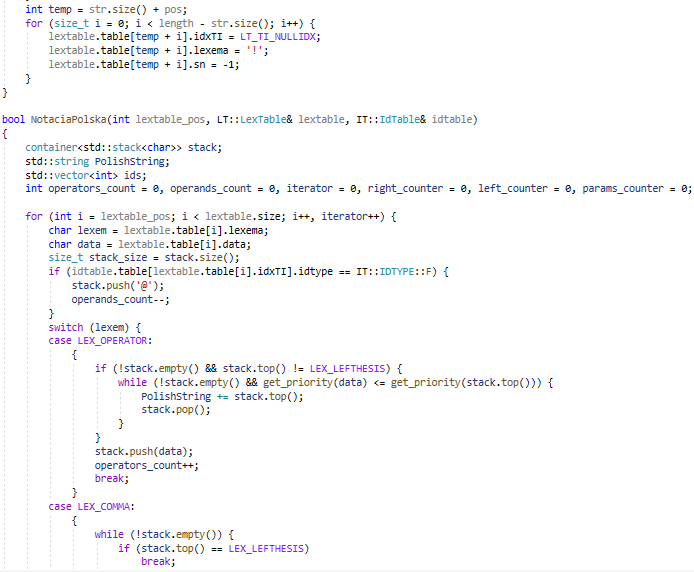 int temp = str.size() + pos;
for (size_t i = 0; i < length - str.size(); i++) {
lextable.table[temp + i].idxTI = LT_TI_NULLIDX;
lextable.table[temp + i].lexema = '!';
lextable.table[temp + i].sn = -1;
}
}
bool NotaciaPolska(int lextable_pos, LT::LexTable& lextable, IT::IdTable& idtable)
{
container<std::stack<char>> stack;
std::string PolishString;
std::vector<int> ids;
int operators_count = 0, operands_count = 0, iterator = 0, right_counter = 0, left_counter = 0, params_counter = 0;
for (int i = lextable_pos; i < lextable.size; i++, iterator++) {
char lexem = lextable.table[i].lexema;
char data = lextable.table[i].data;
size_t stack_size = stack.size();
if (idtable.table[lextable.table[i].idxTI].idtype == IT::IDTYPE::F) {
stack.push('@');
operands_count--;
}
switch (lexem) {
case LEX_OPERATOR:
{
if (!stack.empty() && stack.top() != LEX_LEFTHESIS) {
while (!stack.empty() && get_priority(data) <= get_priority(stack.top())) {
PolishString += stack.top();
stack.pop();
}
}
stack.push(data);
operators_count++;
break;
}
case LEX_COMMA:
{
while (!stack.empty()) {
if (stack.top() == LEX_LEFTHESIS)
break;